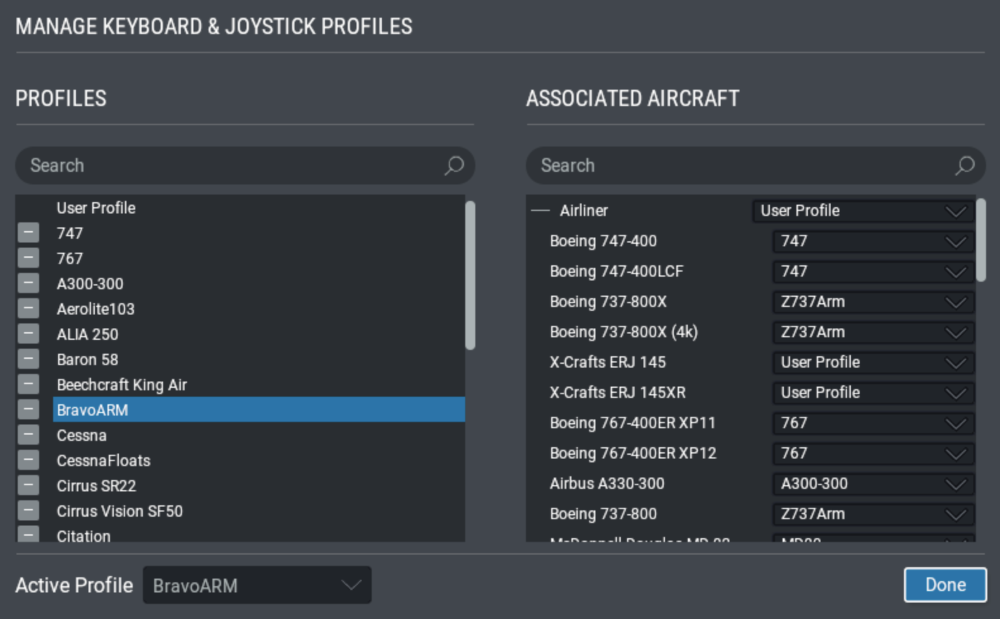 MANAGE KEYBOARD & JOYSTICK PROFILES
PROFILES
Search
User Profile
747
767
A300-300
Aerolite103
ALIA 250
Baron 58
Beechcraft King Air
BravoARM
Cessna
CessnaFloats
Cirrus SR22
Cirrus Vision SF50
Citation
ASSOCIATED AIRCRAFT
Search
Airliner User Profile
Boeing 747-400 747
Boeing 747-400LCF 747
Boeing 737-800X Z737Arm
Boeing 737-800X (4k) Z737Arm
X-Crafts ERJ 145 User Profile
X-Crafts ERJ 145XR User Profile
Boeing 767-400ER XP11 767
Boeing 767-400ER XP12 767
Airbus A330-300 A300-300
Boeing 737-800 Z737Arm
McDonnell Douglas
Active Profile BravoARM
Done